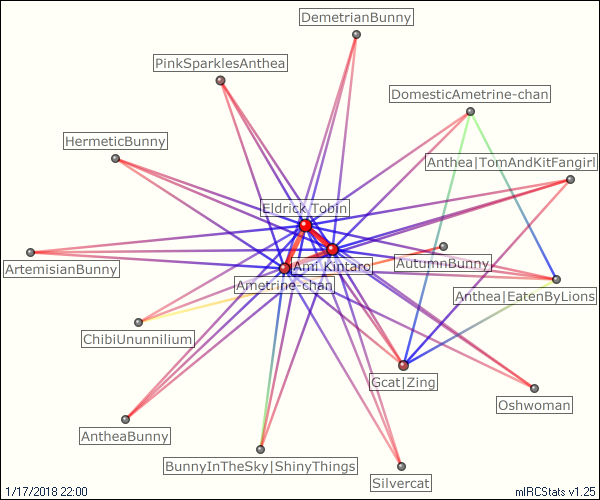 DemetrianBunny
PinkSparklesAnthea
DomesticAmetrine-chan
HermeticBunny
Anthea|TomAndKitFangirl
Eldrick Tobin
ArtemisianBunny
Ami Kintaro
AutumnBunny
Ametrine-chan
Anthea|EatenByLions
ChibiUnunnilium
Gcat|Zing
Oshwoman
AntheaBunny
BunnyInTheSky|ShinyThings
Silvercat
1/17/2018 22:00
mIRCStats v1.25